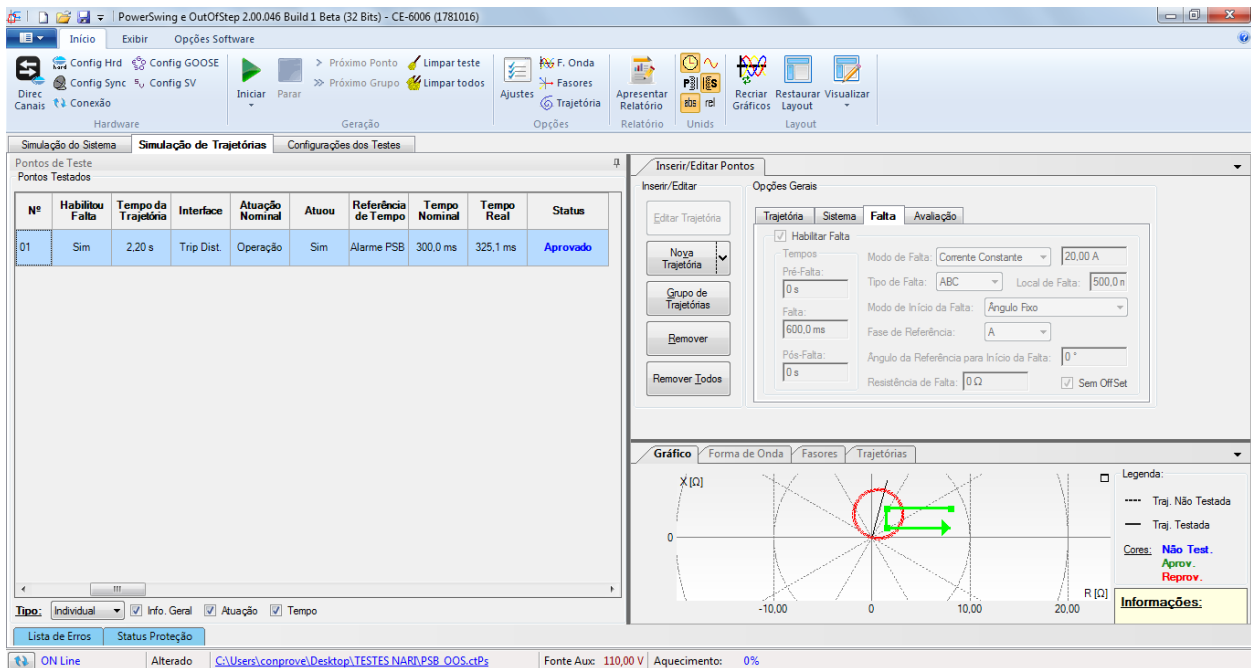 PowerSwing e OutOfStep 2.00.046 Build 1 Beta (32 Bits) - CE-6006 (1781016)
Início Exibir Opções Software
Direc Canais
Config Hrd Config GOOSE
Config Sync Config SV
Conexão
Hardware
Iniciar Parar
Próximo Ponto Limpar teste
Próximo Grupo Limpar todos
Geração
Ajustes
F. Onda
Fasores
Trajetória
Opções
Apresentar Relatório
Relatório
abs rel
Unids
Recriar Gráficos Restaurar Layout Visualizar
Layout
Simulação do Sistema Simulação de Trajetórias Configurações dos Testes
Pontos de Teste
Pontos Testados
Nº Habilitou Falta Tempo da Trajetória Interface Atuação Nominal Atuou Referência de Tempo Tempo Nominal Tempo Real Status
01 Sim 2,20 s Trip Dist. Operação Sim Alarme PSB 300,0 ms 325,1 ms Aprovado
Tipo: Individual Info. Geral Atuação Tempo
Inserir/Editar Pontos
Inserir/Editar
Editar Trajetória
Nova Trajetória
Grupo de Trajetórias
Remover
Remover Todos
Opções Gerais
Trajetória Sistema Falta Avaliação
Habilitar Falta
Tempos
Pré-Falta:
0 s
Falta:
600,0 ms
Pós-Falta:
0 s
Modo de Falta: Corrente Constante 20,00 A
Tipo de Falta: ABC Local de Falta: 500,0 n
Modo de Início da Falta: Ângulo Fixo
Fase de Referência: A
Ângulo da Referência para Início da Falta: 0 °
Resistência de Falta: 0 Ω Sem OffSet
Gráfico Forma de Onda Fasores Trajetórias
X [Ω]
0
R [Ω]
-10,00 0 10,00 20,00
Legenda:
Traj. Não Testada
Traj. Testada
Cores: Não Test.
Aprov.
Reprov.
Informações:
Lista de Erros Status Proteção
ON Line Alterado C:\Users\conprove\Desktop\TESTES NARI\PSB_OOS.ctPs Fonte Aux: 110,00 V Aquecimento: 0%